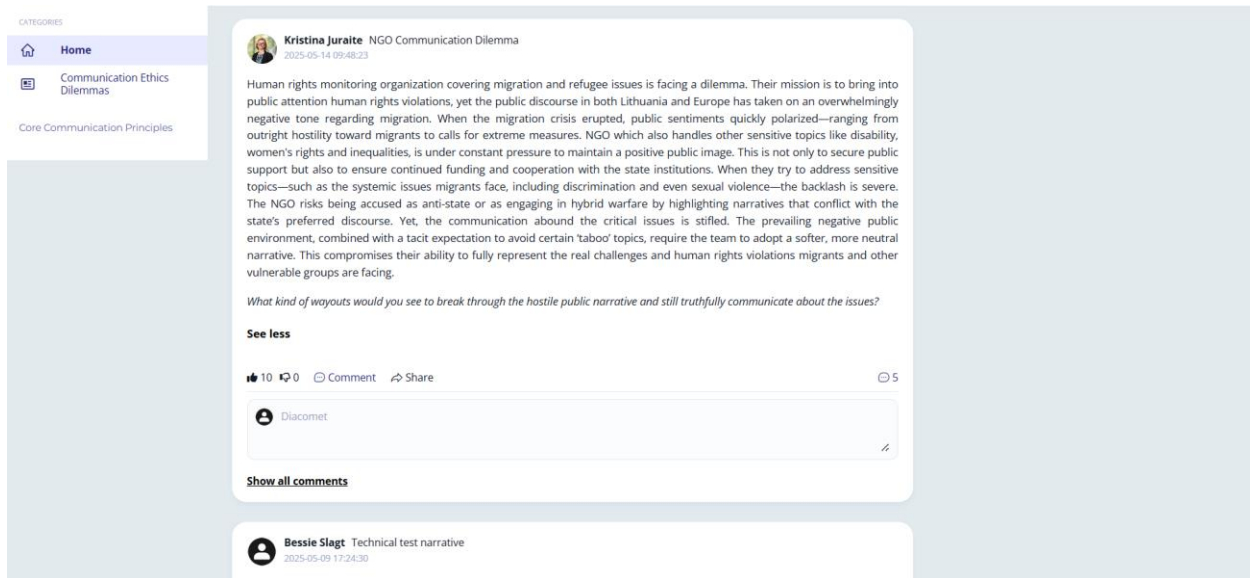 CATEGORIES
Home
Communication Ethics
Dilemmas
Core Communication Principles
Kristina Juraite NGO Communication Dilemma
2025-05-14 09:48:23
Human rights monitoring organization covering migration and refugee issues is facing a dilemma. Their mission is to bring into
public attention human rights violations, yet the public discourse in both Lithuania and Europe has taken on an overwhelmingly
negative tone regarding migration. When the migration crisis erupted, public sentiments quickly polarized—ranging from
outright hostility toward migrants to calls for extreme measures. NGO which also handles other sensitive topics like disability,
women's rights and inequalities, is under constant pressure to maintain a positive public image. This is not only to secure public
support but also to ensure continued funding and cooperation with the state institutions. When they try to address sensitive
topics—such as the systemic issues migrants face, including discrimination and even sexual violence—the backlash is severe.
The NGO risks being accused as anti-state or as engaging in hybrid warfare by highlighting narratives that conflict with the
state's preferred discourse. Yet, the communication abound the critical issues is stifled. The prevailing negative public
environment, combined with a tacit expectation to avoid certain 'taboo' topics, require the team to adopt a softer, more neutral
narrative. This compromises their ability to fully represent the real challenges and human rights violations migrants and other
vulnerable groups are facing.
What kind of wayouts would you see to break through the hostile public narrative and still truthfully communicate about the issues?
See less
10 0 Comment Share 5
Diacomet
Show all comments
Bessie Slagt Technical test narrative
2025-05-09 17:24:30